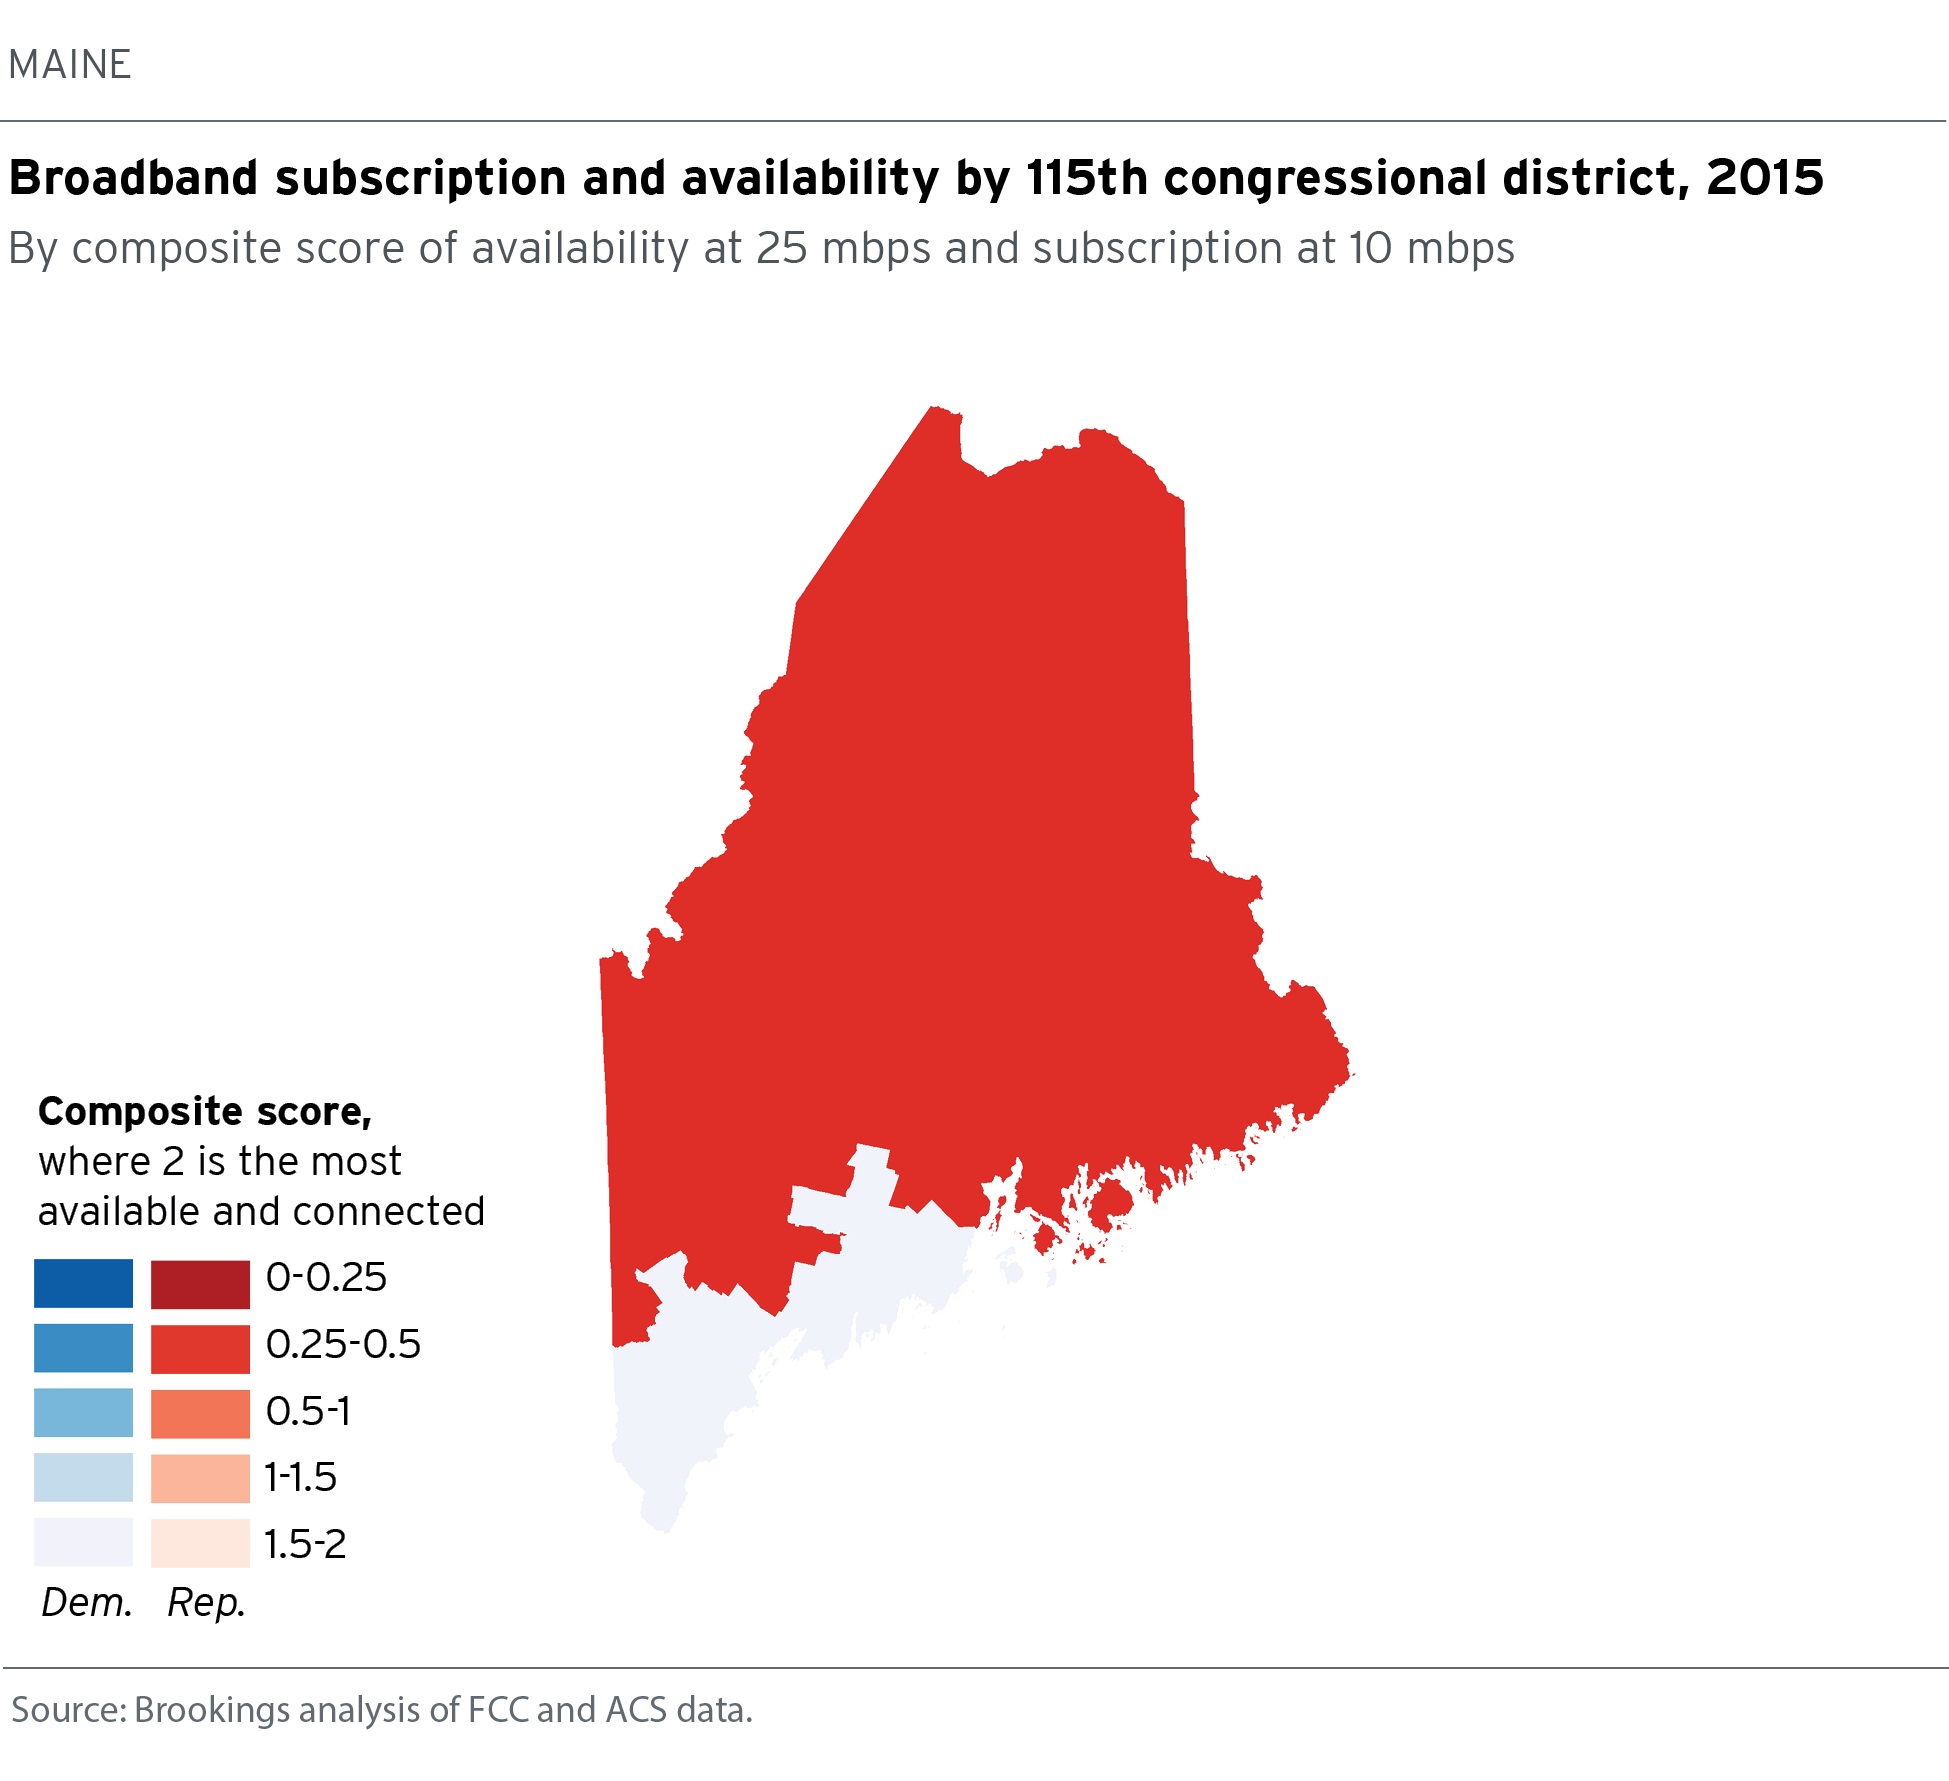 MAINE
Broadband subscription and availability by 115th congressional district, 2015
By composite score of availability at 25 mbps and subscription at 10 mbps
Composite score,
where 2 is the most
available and connected
0-0.25
0.25-0.5
0.5-1
1-1.5
1.5-2
Dem. Rep.
Source: Brookings analysis of FCC and ACS data.